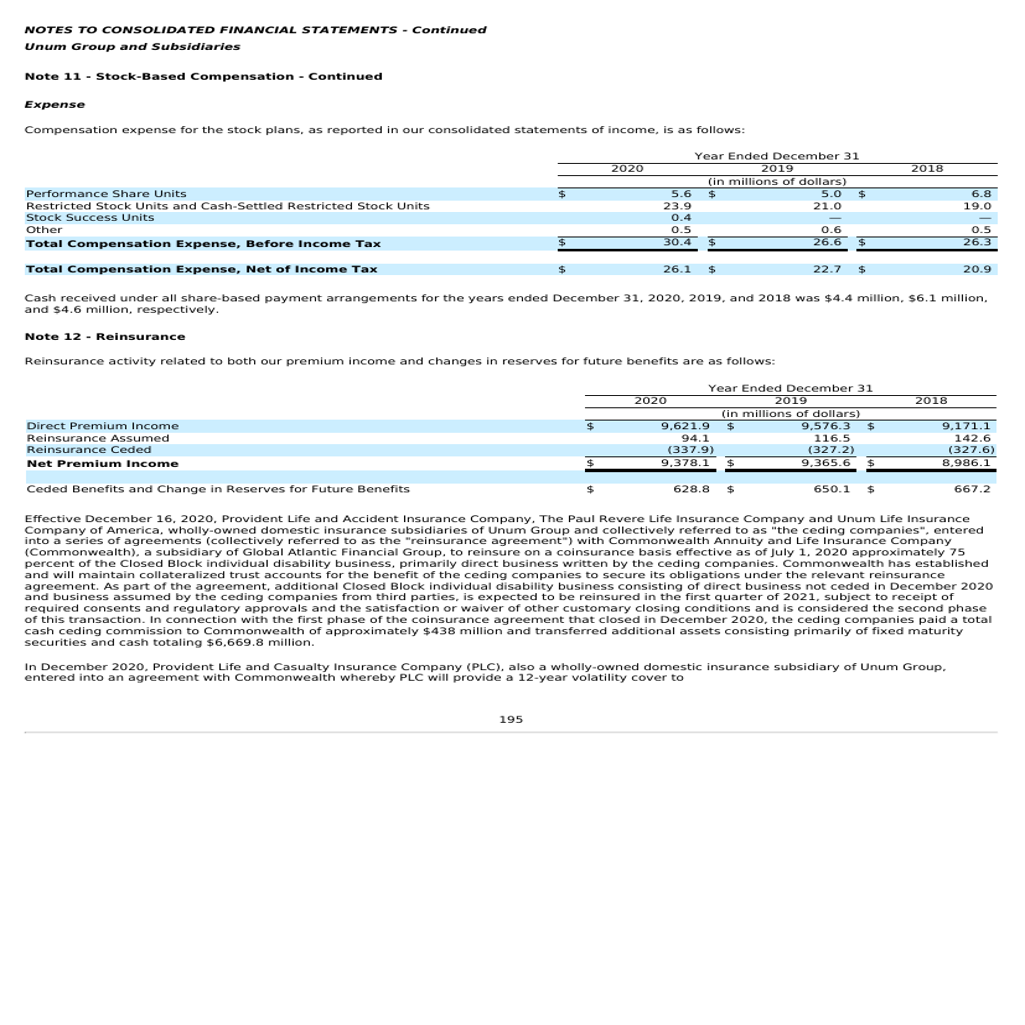 NOTES TO CONSOLIDATED FINANCIAL STATEMENTS - Continued
Unum Group and Subsidiaries
Note 11 - Stock-Based Compensation - Continued
Expense
Compensation expense for the stock plans, as reported in our consolidated statements of income, is as follows:
Year Ended December 31
2020 2019 2018
(in millions of dollars)
Performance Share Units $ 5.6 $ 5.0 $ 6.8
Restricted Stock Units and Cash-Settled Restricted Stock Units 23.9 21.0 19.0
Stock Success Units 0.4 — —
Other 0.5 0.6 0.5
Total Compensation Expense, Before Income Tax $ 30.4 $ 26.6 $ 26.3
Total Compensation Expense, Net of Income Tax $ 26.1 $ 22.7 $ 20.9
Cash received under all share-based payment arrangements for the years ended December 31, 2020, 2019, and 2018 was $4.4 million, $6.1 million,
and $4.6 million, respectively.
Note 12 - Reinsurance
Reinsurance activity related to both our premium income and changes in reserves for future benefits are as follows:
Year Ended December 31
2020 2019 2018
(in millions of dollars)
Direct Premium Income $ 9,621.9 $ 9,576.3 $ 9,171.1
Reinsurance Assumed 94.1 116.5 142.6
Reinsurance Ceded (337.9) (327.2) (327.6)
Net Premium Income $ 9,378.1 $ 9,365.6 $ 8,986.1
Ceded Benefits and Change in Reserves for Future Benefits $ 628.8 $ 650.1 $ 667.2
Effective December 16, 2020, Provident Life and Accident Insurance Company, The Paul Revere Life Insurance Company and Unum Life Insurance
Company of America, wholly-owned domestic insurance subsidiaries of Unum Group and collectively referred to as "the ceding companies", entered
into a series of agreements (collectively referred to as the "reinsurance agreement") with Commonwealth Annuity and Life Insurance Company
(Commonwealth), a subsidiary of Global Atlantic Financial Group, to reinsure on a coinsurance basis effective as of July 1, 2020 approximately 75
percent of the Closed Block individual disability business, primarily direct business written by the ceding companies. Commonwealth has established
and will maintain collateralized trust accounts for the benefit of the ceding companies to secure its obligations under the relevant reinsurance
agreement. As part of the agreement, additional Closed Block individual disability business consisting of direct business not ceded in December 2020
and business assumed by the ceding companies from third parties, is expected to be reinsured in the first quarter of 2021, subject to receipt of
required consents and regulatory approvals and the satisfaction or waiver of other customary closing conditions and is considered the second phase
of this transaction. In connection with the first phase of the coinsurance agreement that closed in December 2020, the ceding companies paid a total
cash ceding commission to Commonwealth of approximately $438 million and transferred additional assets consisting primarily of fixed maturity
securities and cash totaling $6,669.8 million.
In December 2020, Provident Life and Casualty Insurance Company (PLC), also a wholly-owned domestic insurance subsidiary of Unum Group,
entered into an agreement with Commonwealth whereby PLC will provide a 12-year volatility cover to
195